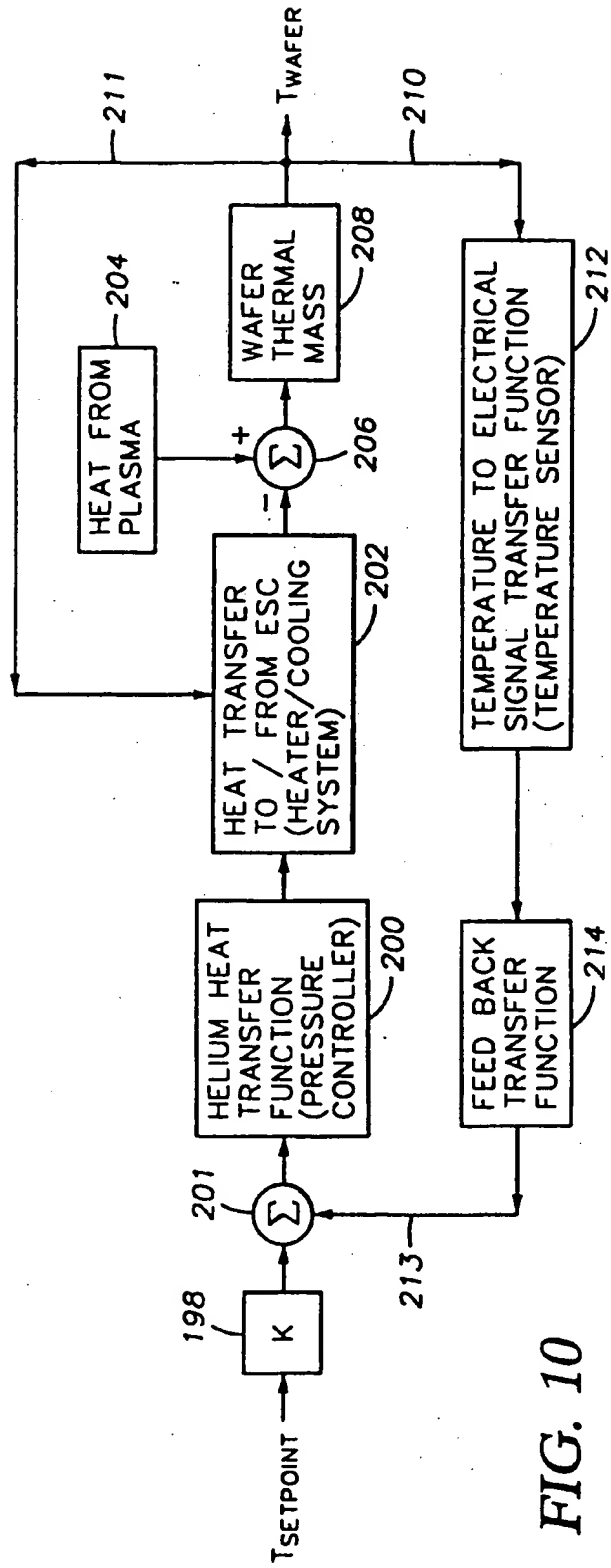 TSETPOINT
198
K
201
Σ
HELIUM HEAT
TRANSFER
FUNCTION
(PRESSURE
CONTROLLER)
200
HEAT TRANSFER
TO / FROM ESC
(HEATER/COOLING
SYSTEM)
202
HEAT FROM
PLASMA
204
+
-
Σ
206
WAFER
THERMAL
MASS
208
211
TWAFER
210
TEMPERATURE TO ELECTRICAL
SIGNAL TRANSFER FUNCTION
(TEMPERATURE SENSOR)
212
FEED BACK
TRANSFER
FUNCTION
214
213
FIG. 10